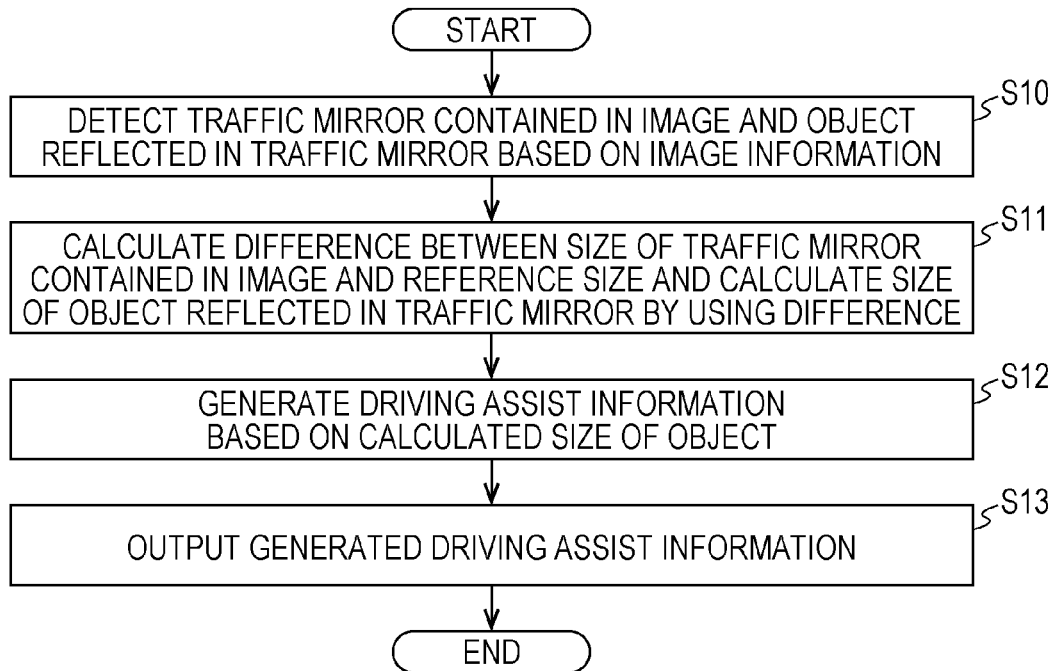 START
S10
DETECT TRAFFIC MIRROR CONTAINED IN IMAGE AND OBJECT
REFLECTED IN TRAFFIC MIRROR BASED ON IMAGE INFORMATION
S11
CALCULATE DIFFERENCE BETWEEN SIZE OF TRAFFIC MIRROR
CONTAINED IN IMAGE AND REFERENCE SIZE AND CALCULATE SIZE
OF OBJECT REFLECTED IN TRAFFIC MIRROR BY USING DIFFERENCE
S12
GENERATE DRIVING ASSIST INFORMATION
BASED ON CALCULATED SIZE OF OBJECT
S13
OUTPUT GENERATED DRIVING ASSIST INFORMATION
END